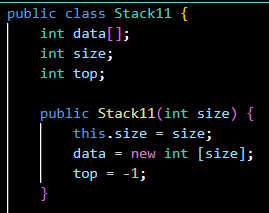 public class Stack11 {
    int data[];
    int size;
    int top;

    public Stack11(int size) {
        this.size = size;
        data = new int [size];
        top = -1;
    }